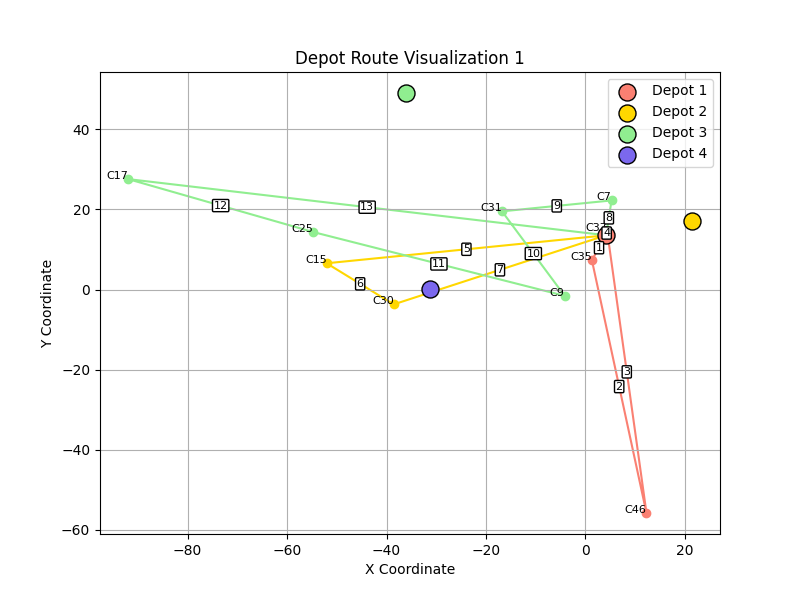 Depot Route Visualization 1
Depot 1
Depot 2
Depot 3
Depot 4
Y Coordinate
40
20
0
−20
−40
−60
C17
12
13
C31
9
C7
8
C25
4
1
5
C15
10
C35
11
7
6
C30
C9
3
2
C46
−80
−60
−40
−20
0
20
X Coordinate